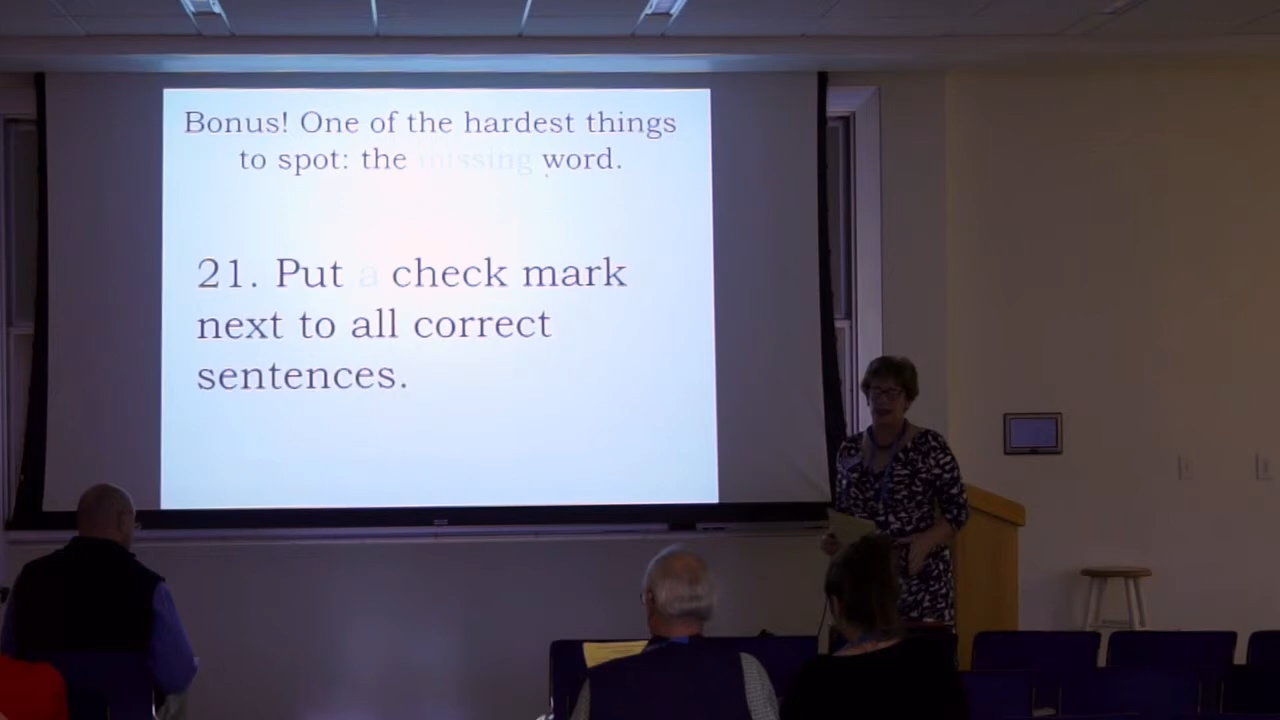 Bonus! One of the hardest things
to spot: the missing word.
21. Put a check mark
next to all correct
sentences.